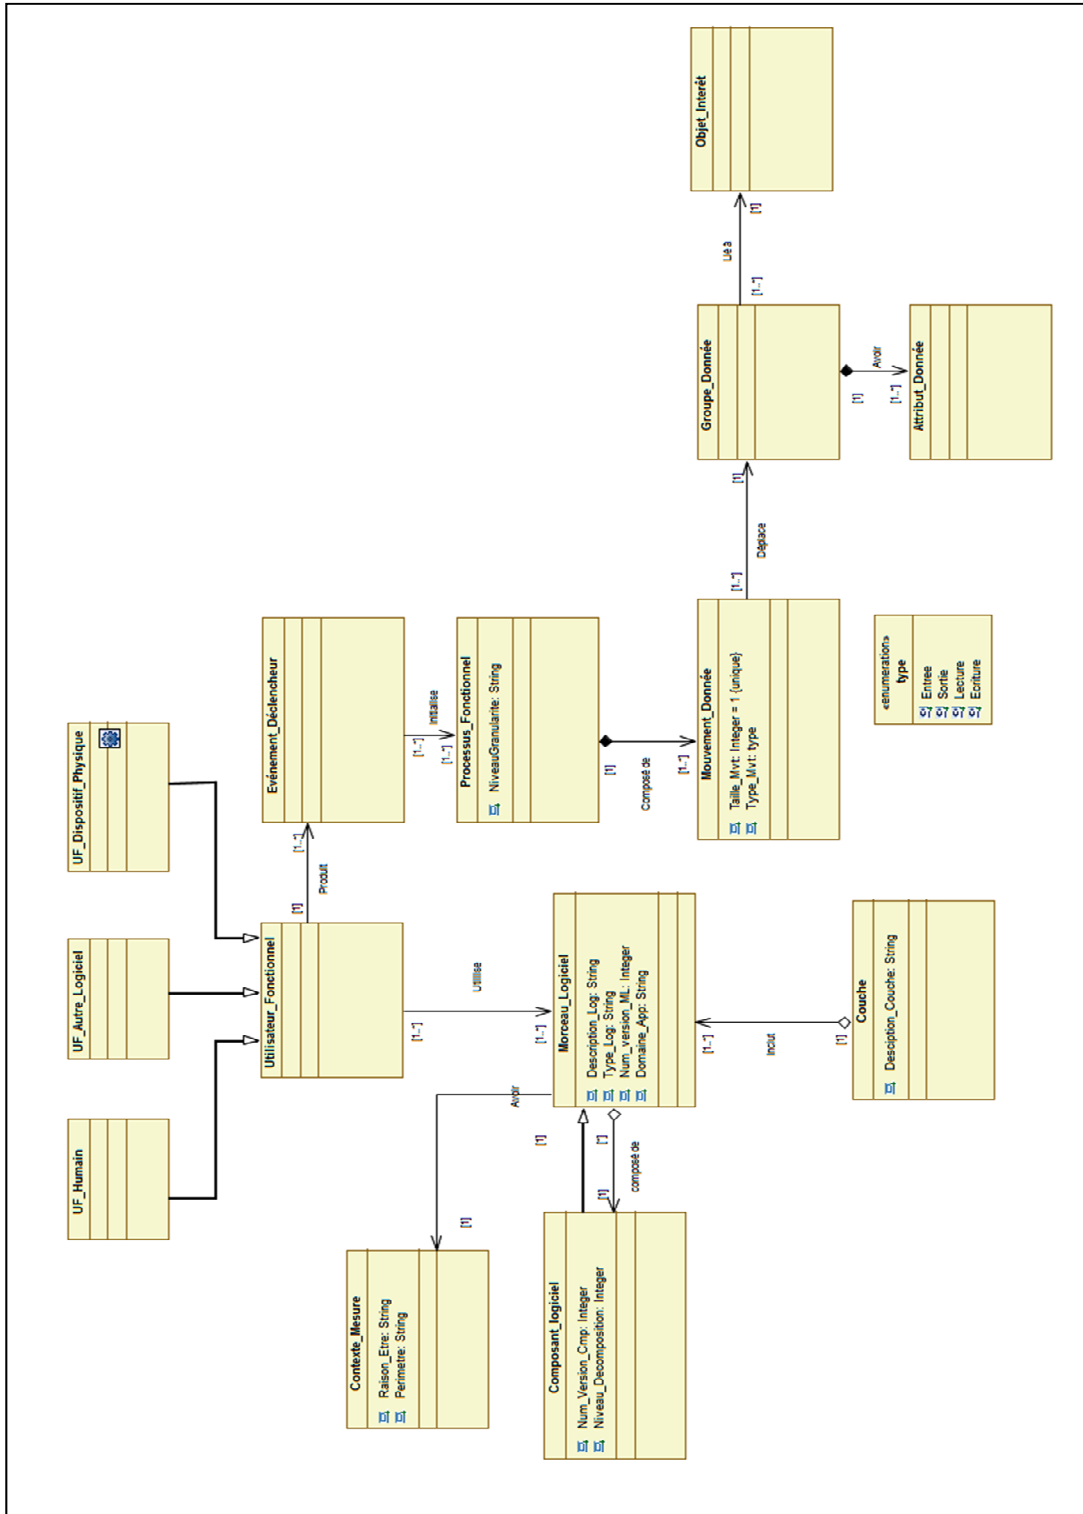 UF_Humain
UF_Autre_Logiciel
UF_Dispositif_Physique
Utilisateur_Fonctionnel
[1]
Produit
[1..*]
Evénement_Déclencheur
[1..*]
Initialise
[1..*]
Processus_Fonctionnel
NiveauGranularite: String
[1]
Composé de
[1..*]
Mouvement_Donnée
Taille_Mvt: Integer = 1 {unique}
Type_Mvt: type
[1..*]
Déplace
[1]
Groupe_Donnée
[1..*]
Lié à
[1]
Objet_Interêt
[1]
Avoir
[1..*]
Attribut_Donnée
«enumeration»
type
Entree
Sortie
Lecture
Ecriture
[1..*]
Utilise
[1..*]
Morceau_Logiciel
Description_Log: String
Type_Log: String
Num_version_ML: Integer
Domaine_App: String
[1]
Avoir
[1]
Contexte_Mesure
Raison_Etre: String
Perimetre: String
[*]
composé de
[1]
Composant_logiciel
Num_Version_Cmp: Integer
Niveau_Decomposition: Integer
[1..*]
Inclut
[1]
Couche
Desciption_Couche: String